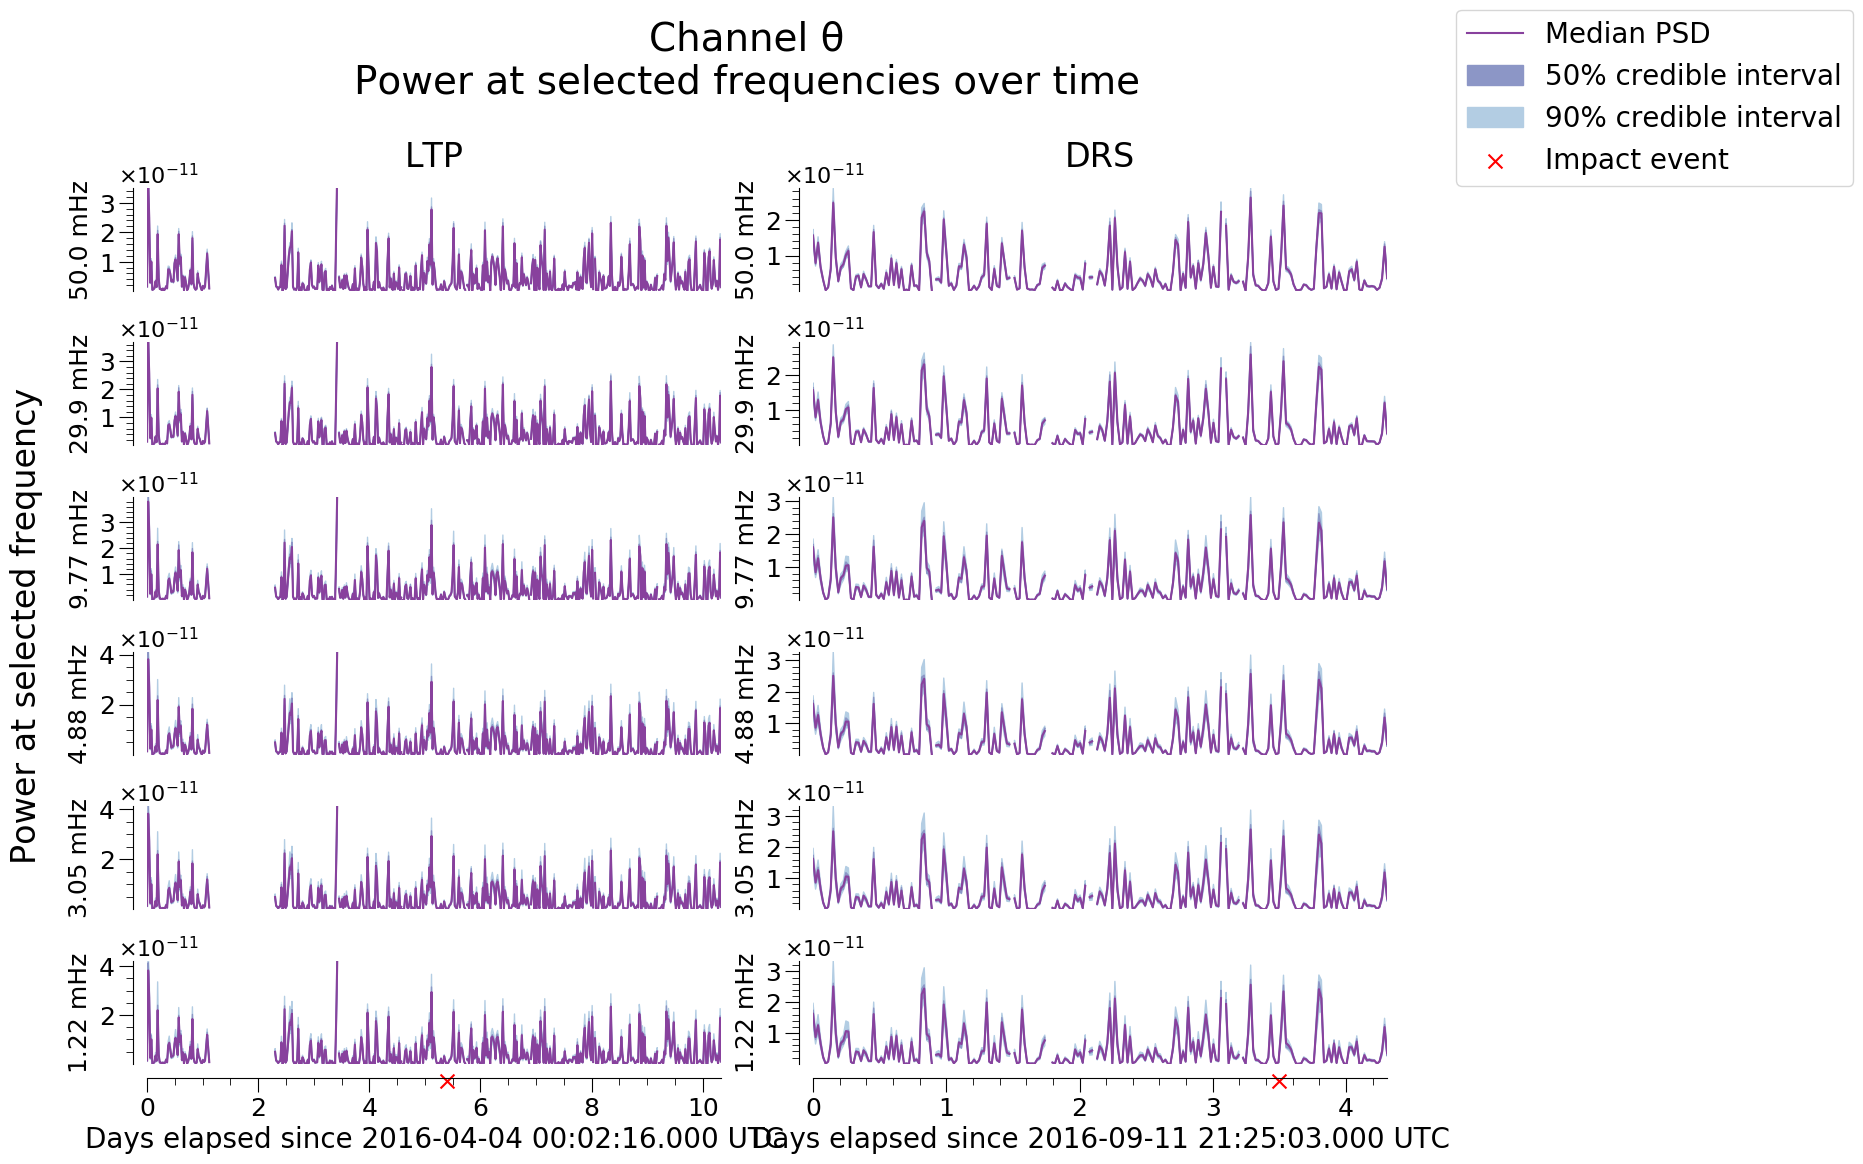 Channel θ
Power at selected frequencies over time
Median PSD
50% credible interval
90% credible interval
Impact event
LTP
DRS
Power at selected frequency
×10⁻¹¹
50.0 mHz
3
2
1
×10⁻¹¹
50.0 mHz
2
1
×10⁻¹¹
29.9 mHz
3
2
1
×10⁻¹¹
29.9 mHz
2
1
×10⁻¹¹
9.77 mHz
3
2
1
×10⁻¹¹
9.77 mHz
3
2
1
×10⁻¹¹
4.88 mHz
4
2
×10⁻¹¹
4.88 mHz
3
2
1
×10⁻¹¹
3.05 mHz
4
2
×10⁻¹¹
3.05 mHz
3
2
1
×10⁻¹¹
1.22 mHz
4
2
×10⁻¹¹
1.22 mHz
3
2
1
0 2 4 6 8 10
Days elapsed since 2016-04-04 00:02:16.000 UTC
0 1 2 3 4
Days elapsed since 2016-09-11 21:25:03.000 UTC